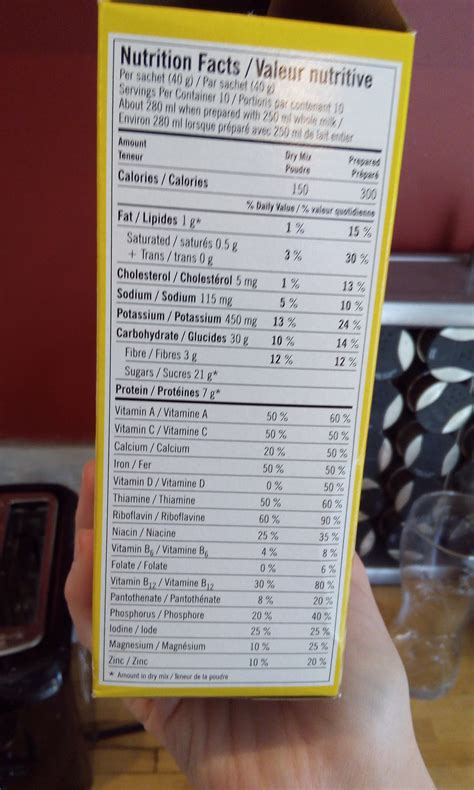 Nutrition Facts / Valeur nutritive
Per sachet (40 g) / Par sachet (40 g)
Servings Per Container 10 / Portions par contenant 10
About 280 ml when prepared with 250 ml whole milk /
Environ 280 ml lorsque préparé avec 250 ml de lait entier
Amount Dry Mix Prepared
Teneur Poudre Préparé
Calories / Calories 150 300
% Daily Value / % valeur quotidienne
Fat / Lipides 1 g* 1 % 15 %
Saturated / saturés 0.5 g
+ Trans / trans 0 g 3 % 30 %
Cholesterol / Cholestérol 5 mg 1 % 13 %
Sodium / Sodium 115 mg 5 % 10 %
Potassium / Potassium 450 mg 13 % 24 %
Carbohydrate / Glucides 30 g 10 % 14 %
Fibre / Fibres 3 g 12 % 12 %
Sugars / Sucres 21 g*
Protein / Protéines 7 g*
Vitamin A / Vitamine A 50 % 60 %
Vitamin C / Vitamine C 50 % 50 %
Calcium / Calcium 20 % 50 %
Iron / Fer 50 % 50 %
Vitamin D / Vitamine D 0 % 50 %
Thiamine / Thiamine 50 % 60 %
Riboflavin / Riboflavine 60 % 90 %
Niacin / Niacine 25 % 35 %
Vitamin B6 / Vitamine B6 4 % 8 %
Folate / Folate 0 % 6 %
Vitamin B12 / Vitamine B12 30 % 80 %
Pantothenate / Pantothénate 8 % 20 %
Phosphorus / Phosphore 20 % 40 %
Iodine / Iode 25 % 25 %
Magnesium / Magnésium 10 % 25 %
Zinc / Zinc 10 % 20 %
* Amount in dry mix / Teneur de la poudre